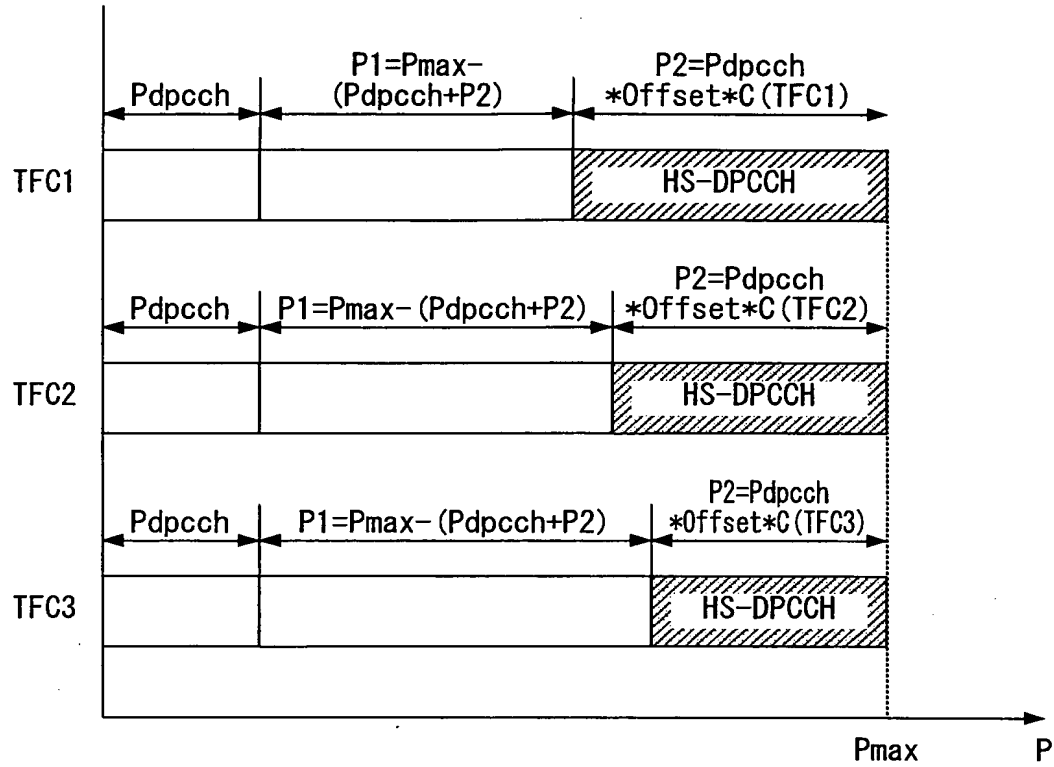 Pdpcch
P1=Pmax-
(Pdpcch+P2)
P2=Pdpcch
*Offset*C(TFC1)
TFC1
HS-DPCCH
Pdpcch
P1=Pmax-(Pdpcch+P2)
P2=Pdpcch
*Offset*C(TFC2)
TFC2
HS-DPCCH
Pdpcch
P1=Pmax-(Pdpcch+P2)
P2=Pdpcch
*Offset*C(TFC3)
TFC3
HS-DPCCH
Pmax
P